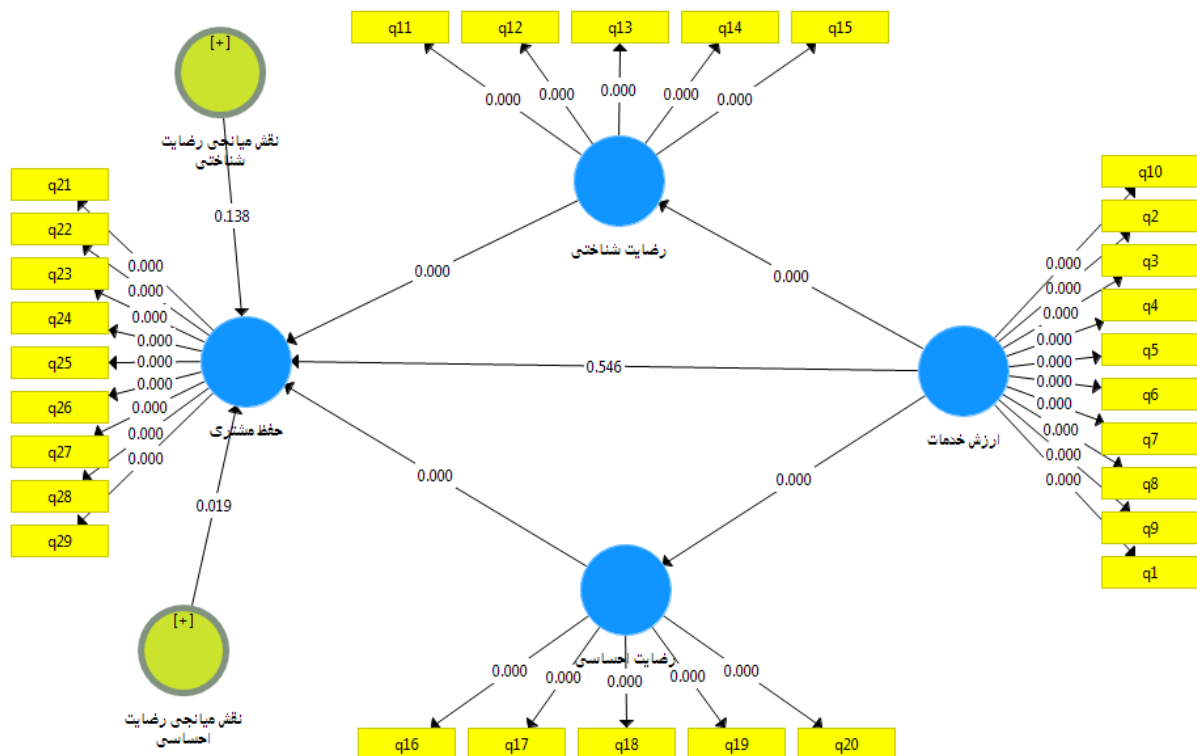 q11
q12
q13
q14
q15
[+]
0.000
0.000
0.000
0.000
0.000
نقش میانجی رضایت
شناختی
0.138
رضایت شناختی
q21
q22
q23
q24
q25
q26
q27
q28
q29
0.000
0.000
0.000
0.000
0.000
0.000
0.000
0.000
0.000
حفظ مشتری
0.000
0.000
0.546
0.000
0.000
q10
q2
q3
q4
q5
q6
q7
q8
q9
q1
0.000
0.000
0.000
0.000
0.000
0.000
0.000
0.000
0.000
0.000
ارزش خدمات
0.019
[+]
نقش میانجی رضایت
احساسی
رضایت احساسی
0.000
0.000
0.000
0.000
0.000
q16
q17
q18
q19
q20